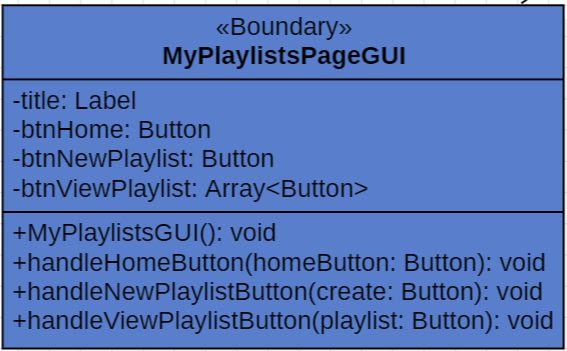 «Boundary»
MyPlaylistsPageGUI
-title: Label
-btnHome: Button
-btnNewPlaylist: Button
-btnViewPlaylist: Array<Button>
+MyPlaylistsGUI(): void
+handleHomeButton(homeButton: Button): void
+handleNewPlaylistButton(create: Button): void
+handleViewPlaylistButton(playlist: Button): void